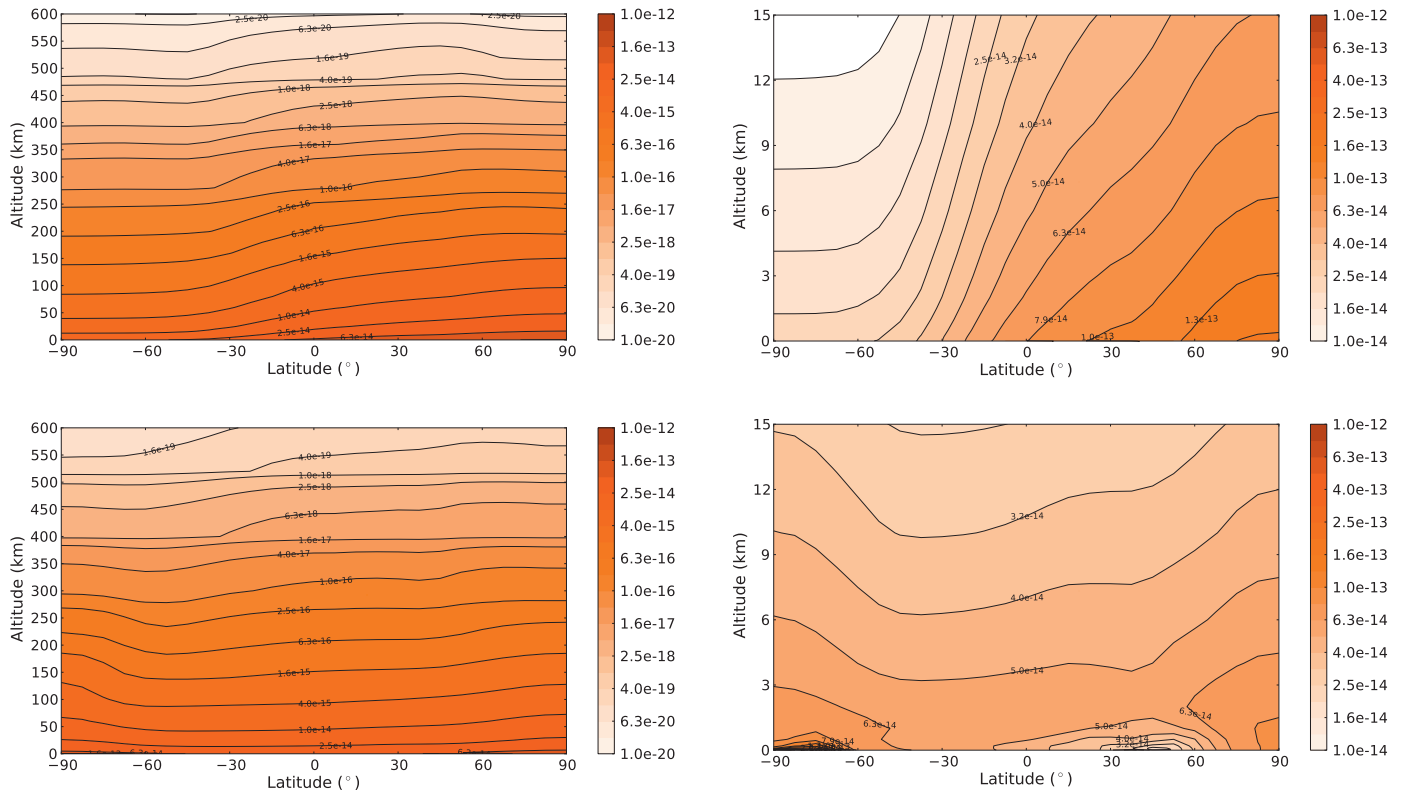 600
550
500
450
400
350
300
250
200
150
100
50
0
Altitude (km)
−90
−60
−30
0
30
60
90
Latitude (°)
2.5e-20
2.5e-20
6.3e-20
1.6e-19
4.0e-19
1.0e-18
2.5e-18
6.3e-18
1.6e-17
4.0e-17
1.0e-16
2.5e-16
6.3e-16
1.6e-15
4.0e-15
1.0e-14
2.5e-14
6.3e-14
1.0e-12
1.6e-13
2.5e-14
4.0e-15
6.3e-16
1.0e-16
1.6e-17
2.5e-18
4.0e-19
6.3e-20
1.0e-20
15
12
9
6
3
0
Altitude (km)
−90
−60
−30
0
30
60
90
Latitude (°)
2.5e-14
3.2e-14
4.0e-14
5.0e-14
6.3e-14
7.9e-14
1.3e-13
1.0e-13
1.0e-12
6.3e-13
4.0e-13
2.5e-13
1.6e-13
1.0e-13
6.3e-14
4.0e-14
2.5e-14
1.6e-14
1.0e-14
600
550
500
450
400
350
300
250
200
150
100
50
0
Altitude (km)
−90
−60
−30
0
30
60
90
Latitude (°)
1.6e-19
4.0e-19
1.0e-18
2.5e-18
6.3e-18
1.6e-17
4.0e-17
1.0e-16
2.5e-16
6.3e-16
1.6e-15
4.0e-15
1.0e-14
2.5e-14
1.0e-12
1.6e-13
2.5e-14
4.0e-15
6.3e-16
1.0e-16
1.6e-17
2.5e-18
4.0e-19
6.3e-20
1.0e-20
15
12
9
6
3
0
Altitude (km)
−90
−60
−30
0
30
60
90
Latitude (°)
3.2e-14
4.0e-14
5.0e-14
6.3e-14
6.3e-14
5.0e-14
4.0e-14
3.2e-14
7.9e-14
1.0e-12
6.3e-13
4.0e-13
2.5e-13
1.6e-13
1.0e-13
6.3e-14
4.0e-14
2.5e-14
1.6e-14
1.0e-14